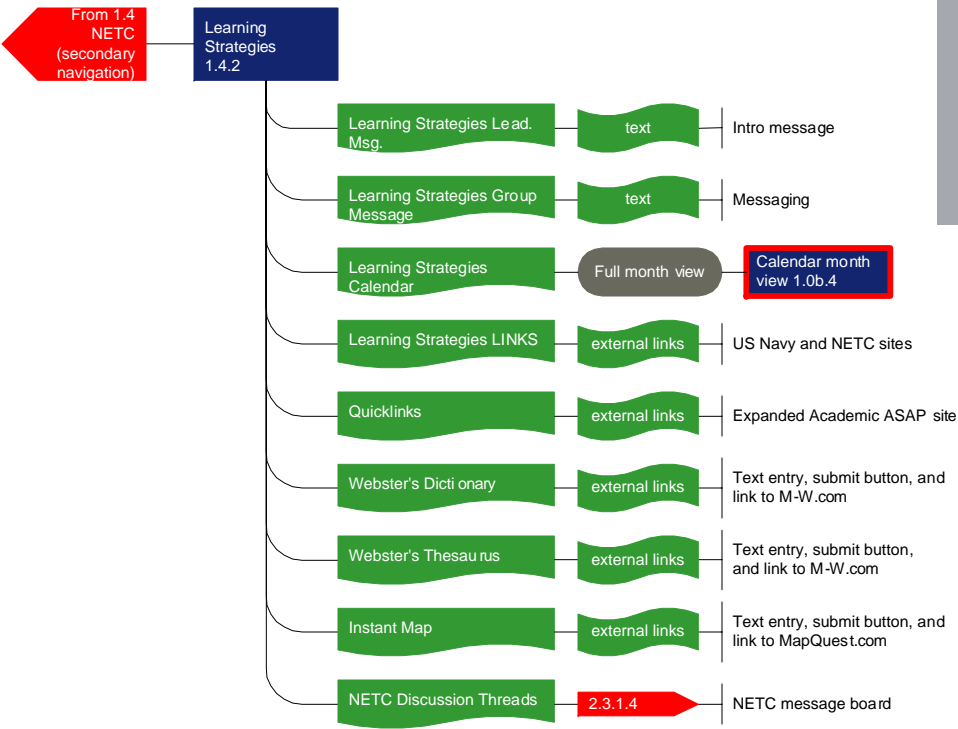 From 1.4
NETC
(secondary
navigation)
Learning
Strategies
1.4.2
Learning Strategies Lead.
Msg.
text
Intro message
Learning Strategies Group
Message
text
Messaging
Learning Strategies
Calendar
Full month view
Calendar month
view 1.0b.4
Learning Strategies LINKS
external links
US Navy and NETC sites
Quicklinks
external links
Expanded Academic ASAP site
Webster's Dictionary
external links
Text entry, submit button, and
link to M-W.com
Webster's Thesaurus
external links
Text entry, submit button,
and link to M-W.com
Instant Map
external links
Text entry, submit button, and
link to MapQuest.com
NETC Discussion Threads
2.3.1.4
NETC message board